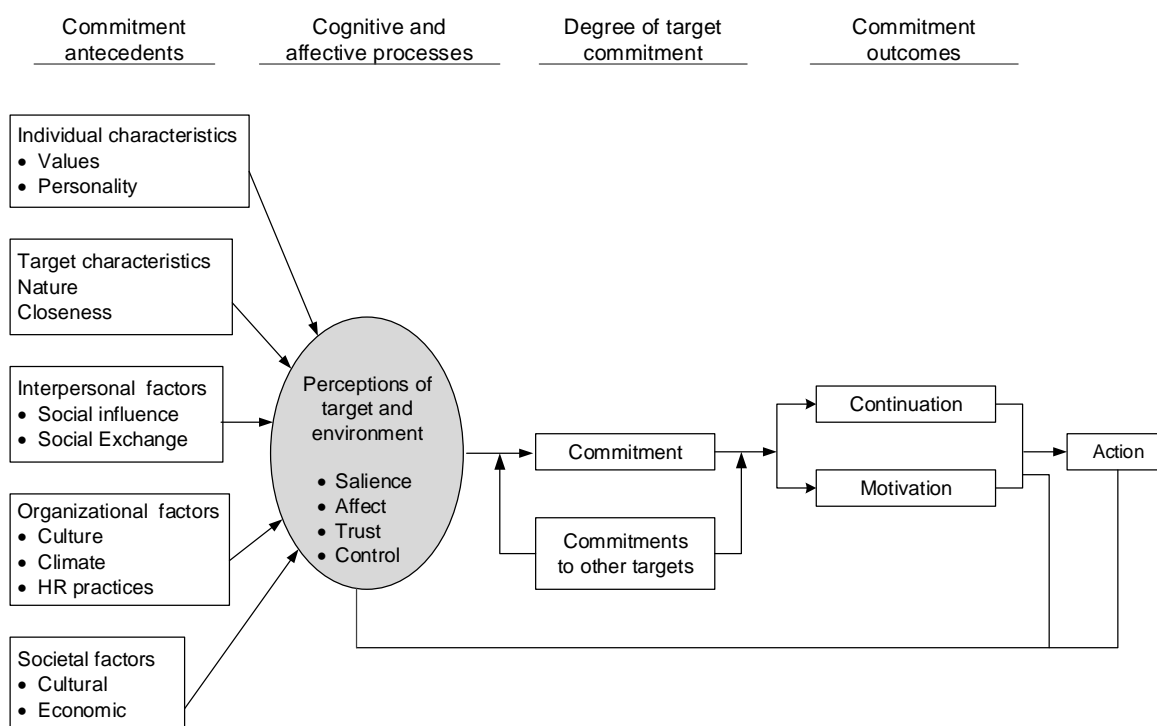 Commitment
antecedents
Cognitive and
affective processes
Degree of target
commitment
Commitment
outcomes
Individual characteristics
• Values
• Personality
Target characteristics
Nature
Closeness
Interpersonal factors
• Social influence
• Social Exchange
Organizational factors
• Culture
• Climate
• HR practices
Societal factors
• Cultural
• Economic
Perceptions of
target and
environment
• Salience
• Affect
• Trust
• Control
Commitment
Commitments
to other targets
Continuation
Motivation
Action